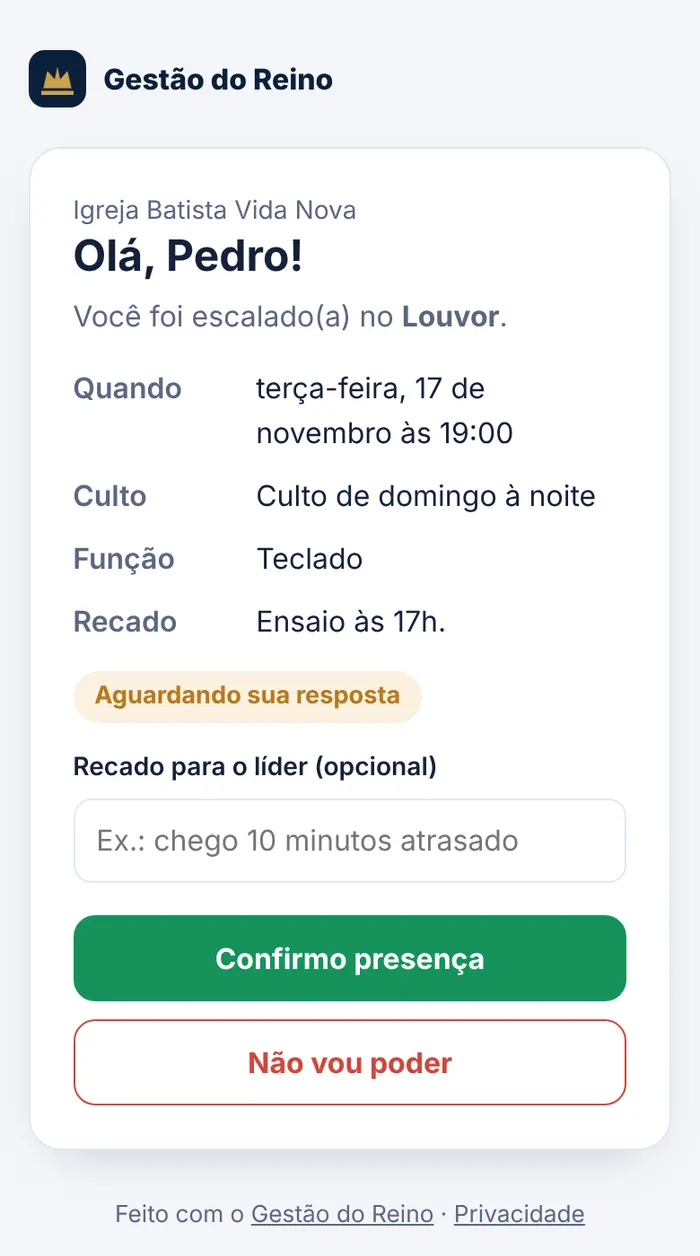 Gestão do Reino
Igreja Batista Vida Nova
Olá, Pedro!
Você foi escalado(a) no Louvor.
Quando terça-feira, 17 de
novembro às 19:00
Culto Culto de domingo à noite
Função Teclado
Recado Ensaio às 17h.
Aguardando sua resposta
Recado para o líder (opcional)
Ex.: chego 10 minutos atrasado
Confirmo presença
Não vou poder
Feito com o Gestão do Reino · Privacidade